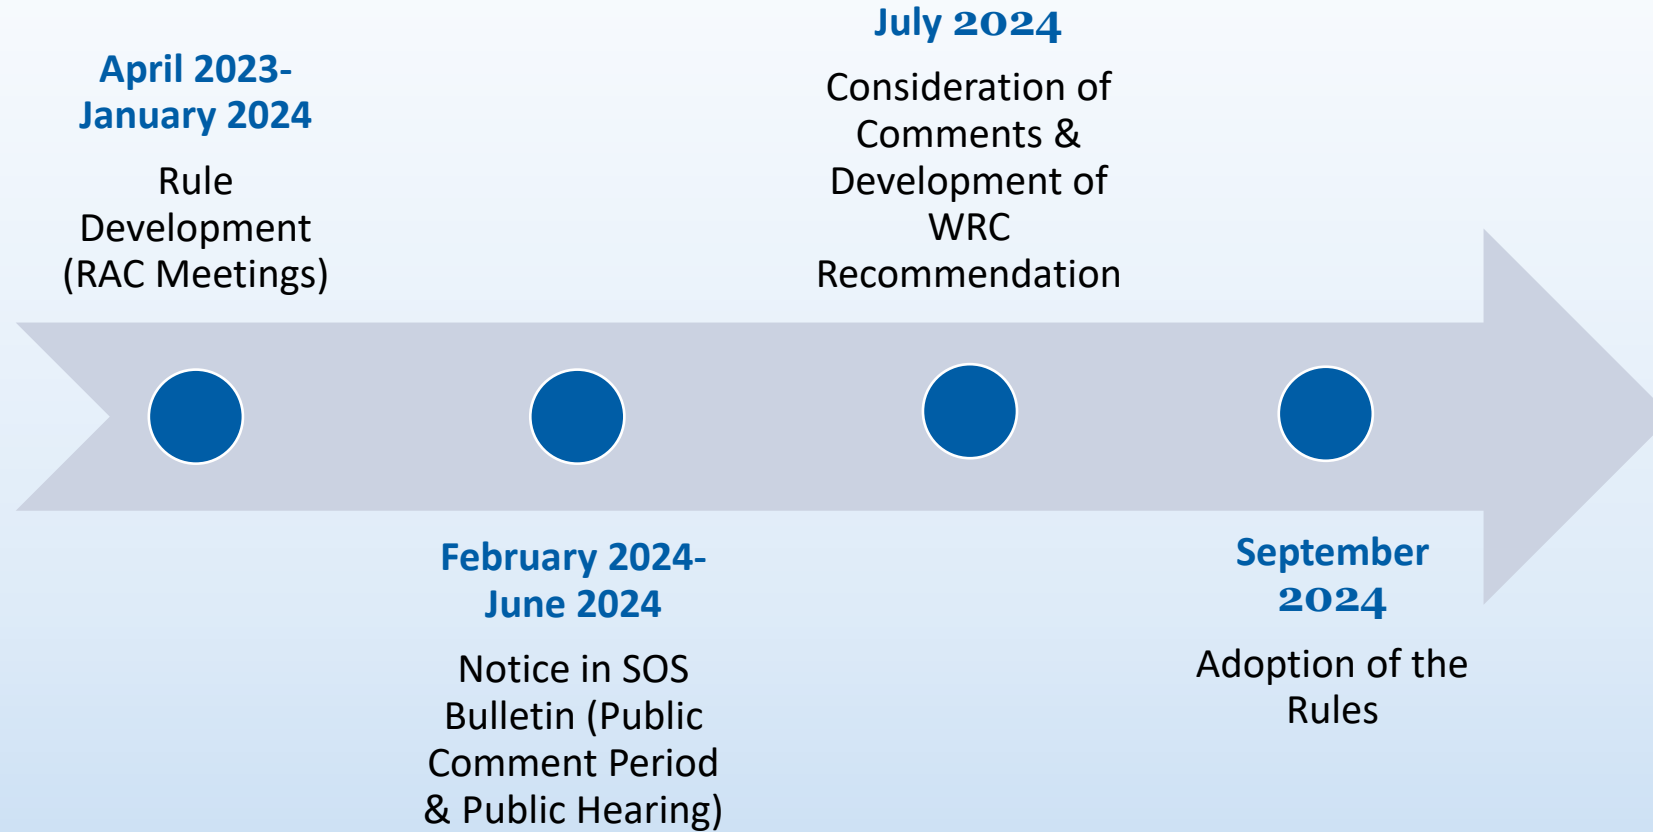 April 2023-
January 2024
Rule
Development
(RAC Meetings)
February 2024-
June 2024
Notice in SOS
Bulletin (Public
Comment Period
& Public Hearing)
July 2024
Consideration of
Comments &
Development of
WRC
Recommendation
September
2024
Adoption of the
Rules